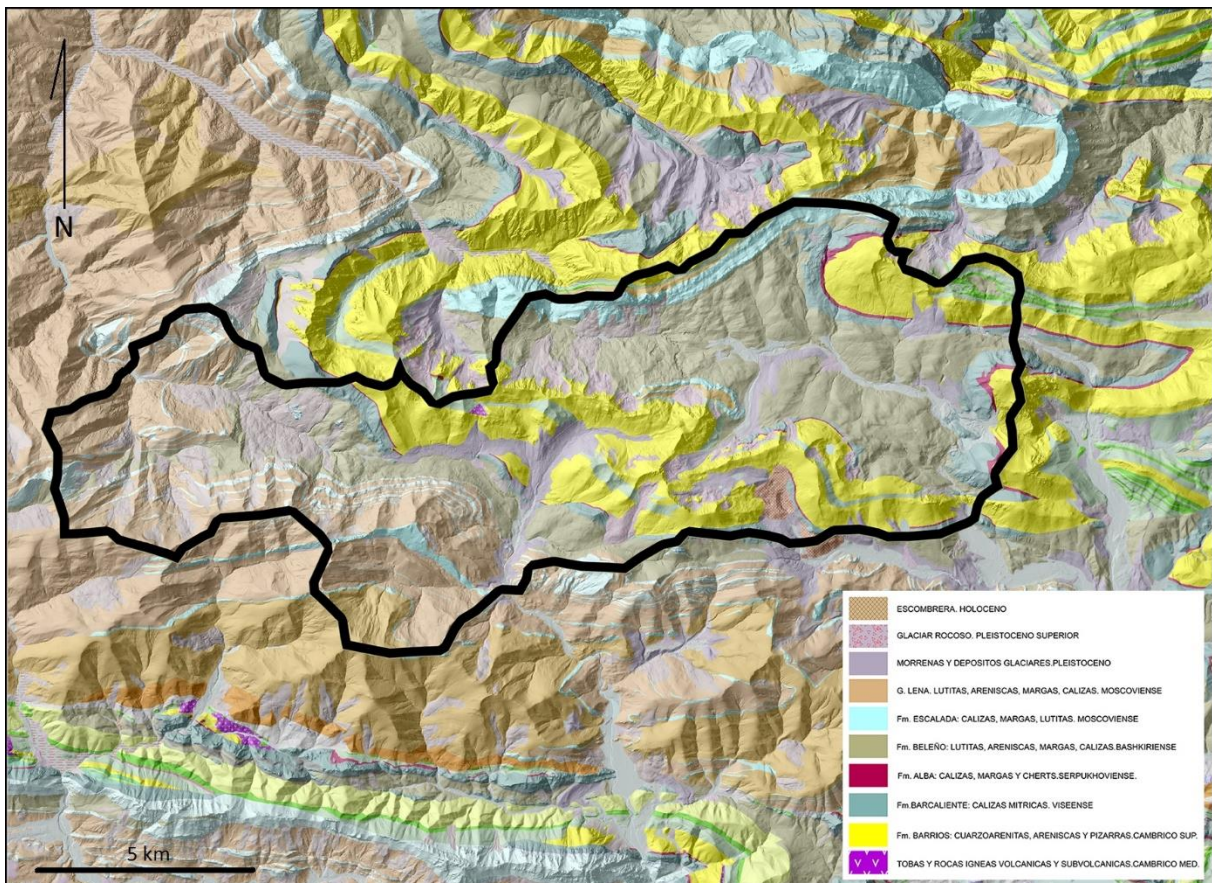 N
5 km
ESCOMBRERA. HOLOCENO
GLACIAR ROCOSO. PLEISTOCENO SUPERIOR
MORRENAS Y DEPOSITOS GLACIARES.PLEISTOCENO
G. LENA. LUTITAS, ARENISCAS, MARGAS, CALIZAS. MOSCOVIENSE
Fm. ESCALADA: CALIZAS, MARGAS, LUTITAS. MOSCOVIENSE
Fm. BELEÑO: LUTITAS, ARENISCAS, MARGAS, CALIZAS.BASHKIRIENSE
Fm. ALBA: CALIZAS, MARGAS Y CHERTS.SERPUKHOVIENSE.
Fm.BARCALIENTE: CALIZAS MITRICAS. VISEENSE
Fm. BARRIOS: CUARZOARENITAS, ARENISCAS Y PIZARRAS.CAMBRICO SUP.
TOBAS Y ROCAS IGNEAS VOLCANICAS Y SUBVOLCANICAS.CAMBRICO MED.